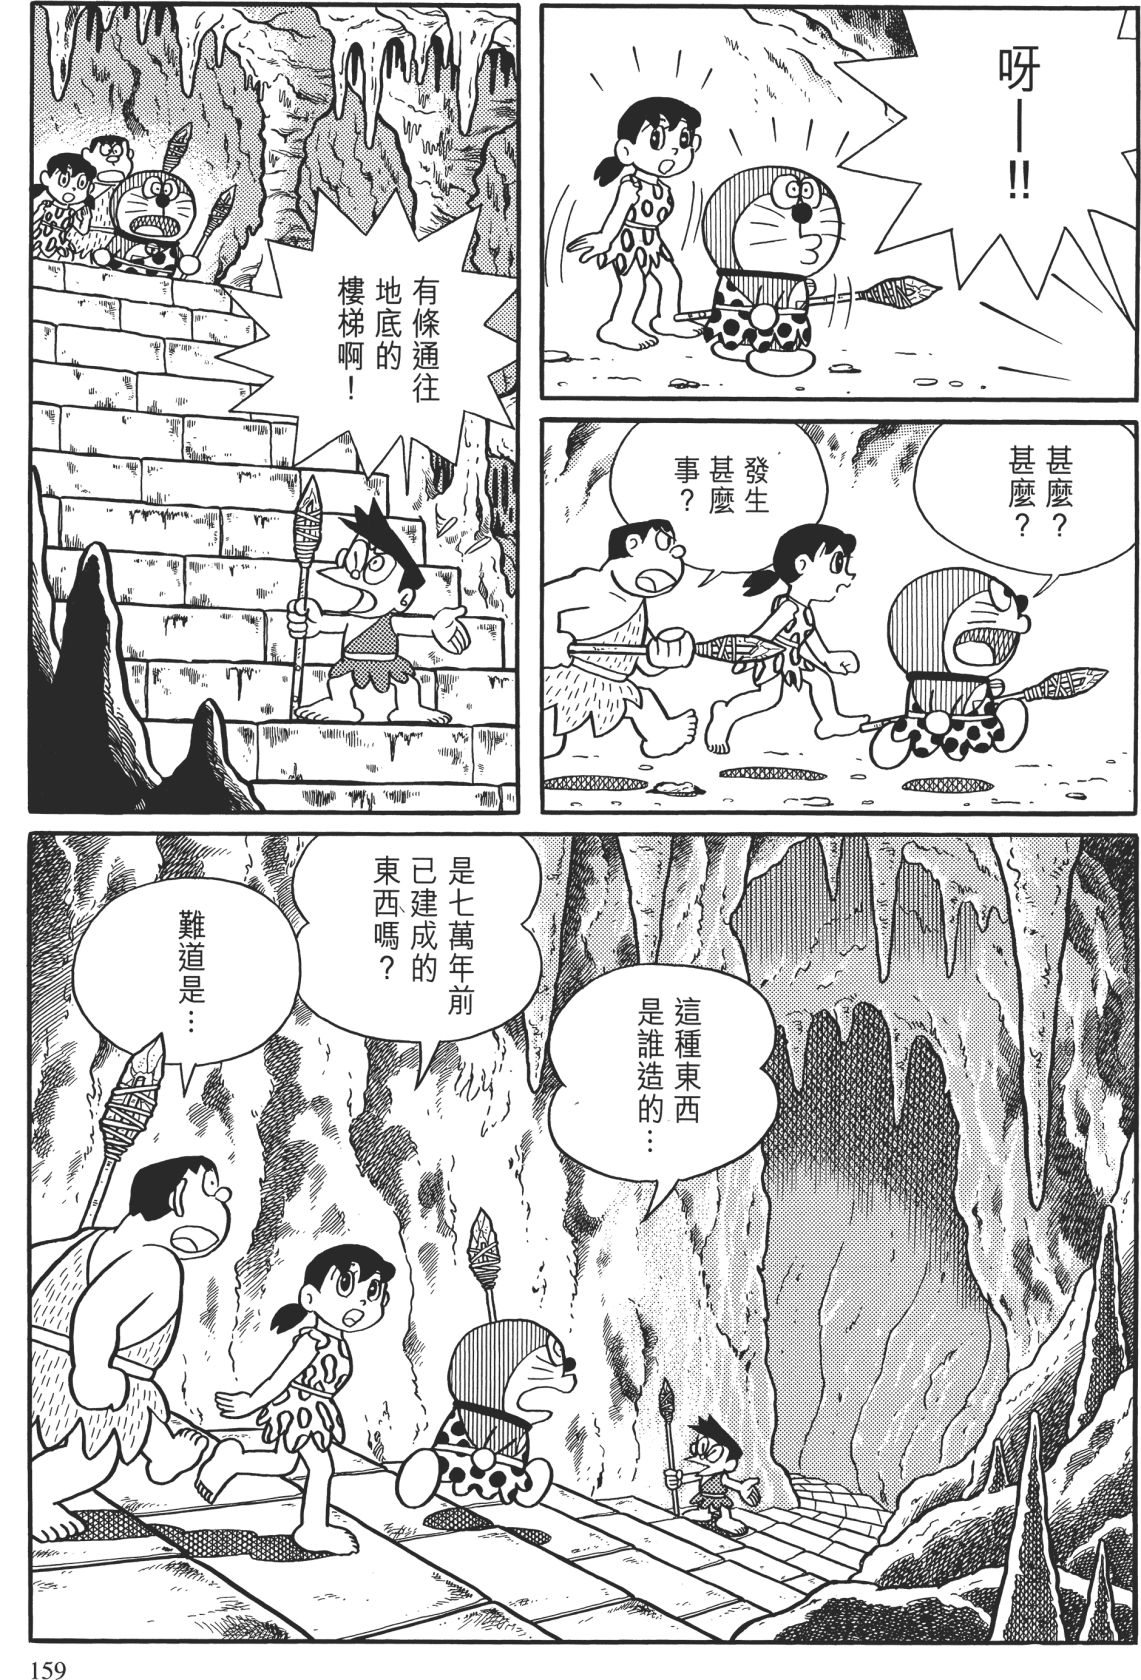 呀—!!
甚麼？
甚麼？
發生
甚麼
事？
有條通往
地底的
樓梯啊！
這種東西
是誰造的…
是七萬年前
已建成的
東西嗎？
難道是…
159